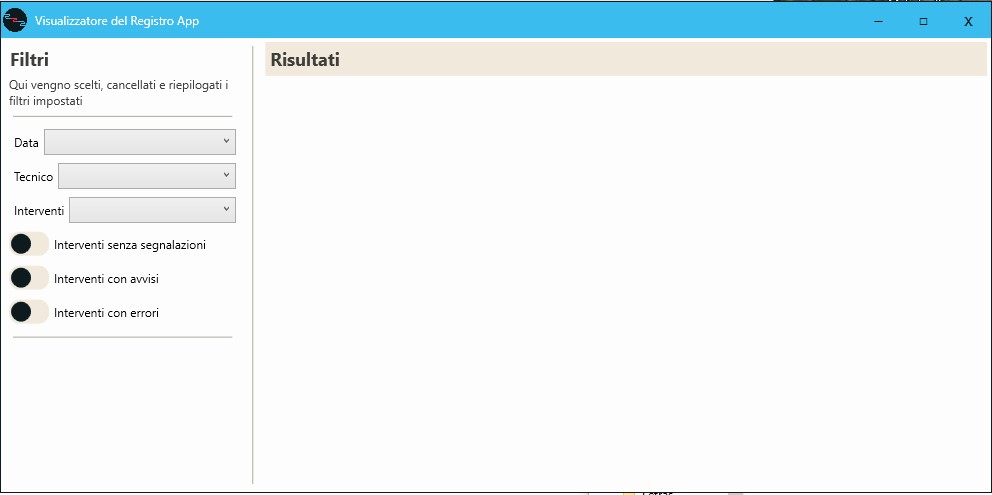 Visualizzatore del Registro App
X
Filtri
Qui vengno scelti, cancellati e riepilogati i
filtri impostati
Data
Tecnico
Interventi
Interventi senza segnalazioni
Interventi con avvisi
Interventi con errori
Risultati